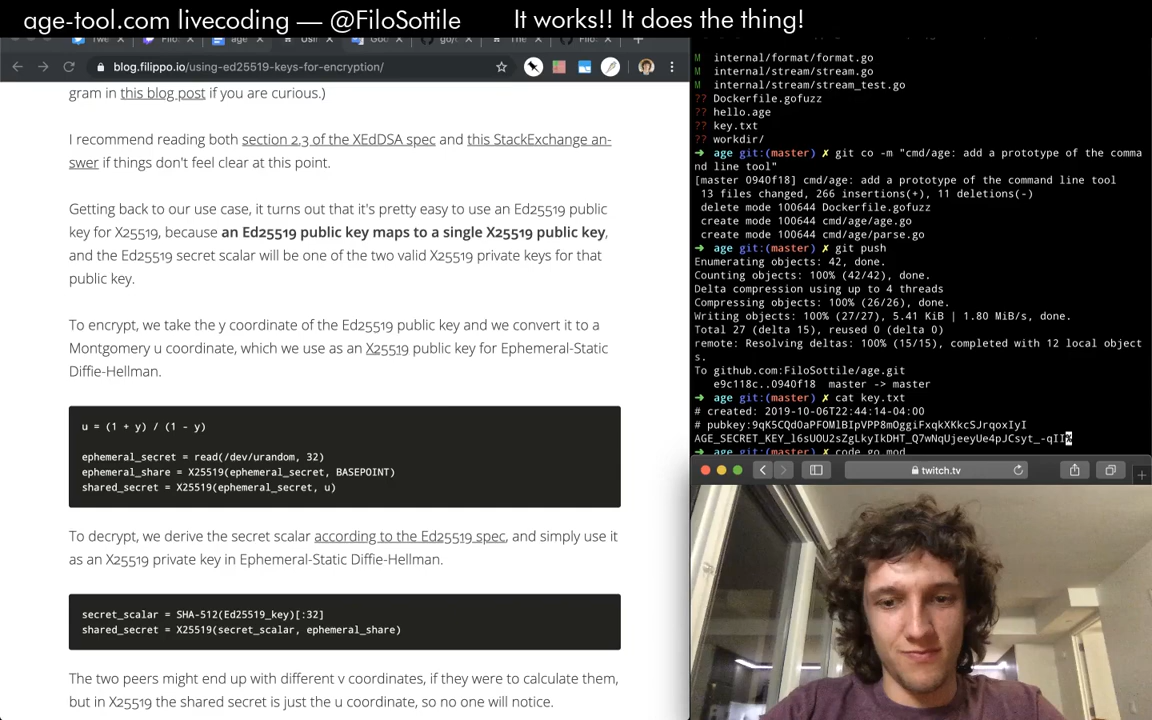 age-tool.com livecoding — @FiloSottile
It works!! It does the thing!
blog.filippo.io/using-ed25519-keys-for-encryption/
gram in this blog post if you are curious.)
I recommend reading both section 2.3 of the XEdDSA spec and this StackExchange an-
swer if things don't feel clear at this point.
Getting back to our use case, it turns out that it's pretty easy to use an Ed25519 public
key for X25519, because an Ed25519 public key maps to a single X25519 public key,
and the Ed25519 secret scalar will be one of the two valid X25519 private keys for that
public key.
To encrypt, we take the y coordinate of the Ed25519 public key and we convert it to a
Montgomery u coordinate, which we use as an X25519 public key for Ephemeral-Static
Diffie-Hellman.
u = (1 + y) / (1 - y)
ephemeral_secret = read(/dev/urandom, 32)
ephemeral_share = X25519(ephemeral_secret, BASEPOINT)
shared_secret = X25519(ephemeral_secret, u)
To decrypt, we derive the secret scalar according to the Ed25519 spec, and simply use it
as an X25519 private key in Ephemeral-Static Diffie-Hellman.
secret_scalar = SHA-512(Ed25519_key)[:32]
shared_secret = X25519(secret_scalar, ephemeral_share)
The two peers might end up with different v coordinates, if they were to calculate them,
but in X25519 the shared secret is just the u coordinate, so no one will notice.
M internal/format/format.go
M internal/stream/stream.go
M internal/stream/stream_test.go
?? Dockerfile.gofuzz
?? hello.age
?? key.txt
?? workdir/
➜ age git:(master) ✗ git co -m "cmd/age: add a prototype of the comma
nd line tool"
[master 0940f18] cmd/age: add a prototype of the command line tool
13 files changed, 266 insertions(+), 11 deletions(-)
delete mode 100644 Dockerfile.gofuzz
create mode 100644 cmd/age/age.go
create mode 100644 cmd/age/parse.go
➜ age git:(master) ✗ git push
Enumerating objects: 42, done.
Counting objects: 100% (42/42), done.
Delta compression using up to 4 threads
Compressing objects: 100% (26/26), done.
Writing objects: 100% (27/27), 5.41 KiB | 1.80 MiB/s, done.
Total 27 (delta 15), reused 0 (delta 0)
remote: Resolving deltas: 100% (15/15), completed with 12 local object
s.
To github.com:FiloSottile/age.git
e9c118c..0940f18 master -> master
➜ age git:(master) ✗ cat key.txt
# created: 2019-10-06T22:44:14-04:00
# pubkey:
➜ age git:(master) ✗ code go.mod
twitch.tv